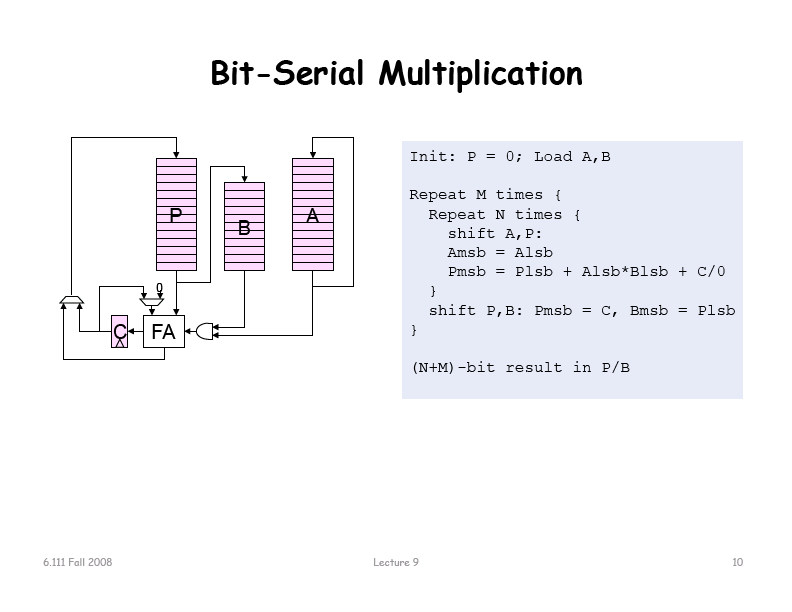 Bit-Serial Multiplication
P
B
A
0
C
FA
Init: P = 0; Load A,B
Repeat M times {
Repeat N times {
shift A,P:
Amsb = Alsb
Pmsb = Plsb + Alsb*Blsb + C/0
}
shift P,B: Pmsb = C, Bmsb = Plsb
}
(N+M)-bit result in P/B
6.111 Fall 2008
Lecture 9
10